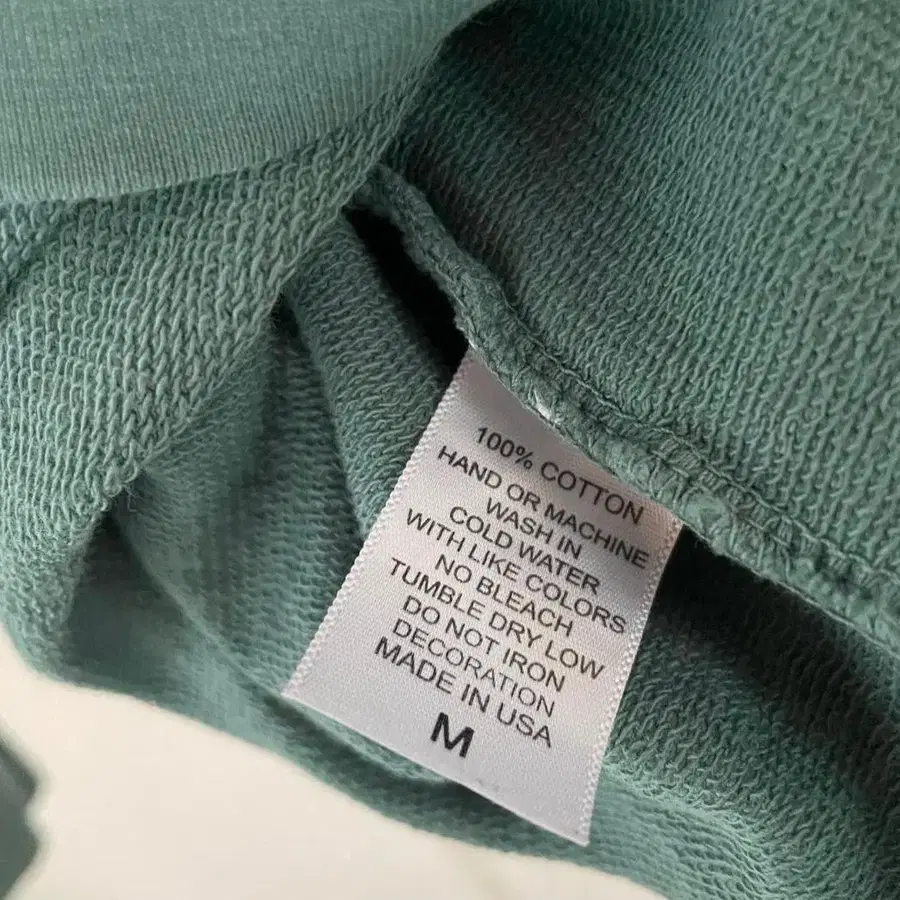 100% COTTON
HAND OR MACHINE
WASH IN
COLD WATER
WITH LIKE COLORS
NO BLEACH
TUMBLE DRY, LOW
DO NOT IRON
DECORATION
MADE IN USA
M